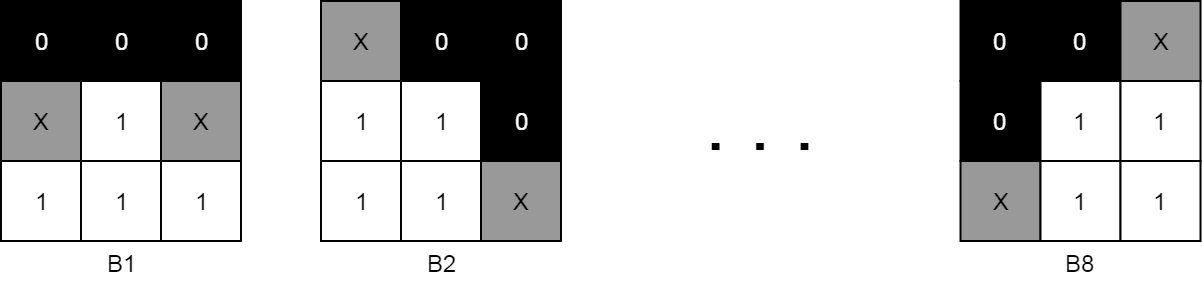 0 0 0 X 0 0 0 0 X
X 1 X 1 1 0 . . . 0 1 1
1 1 1 1 1 X X 1 1
B1 B2 B8